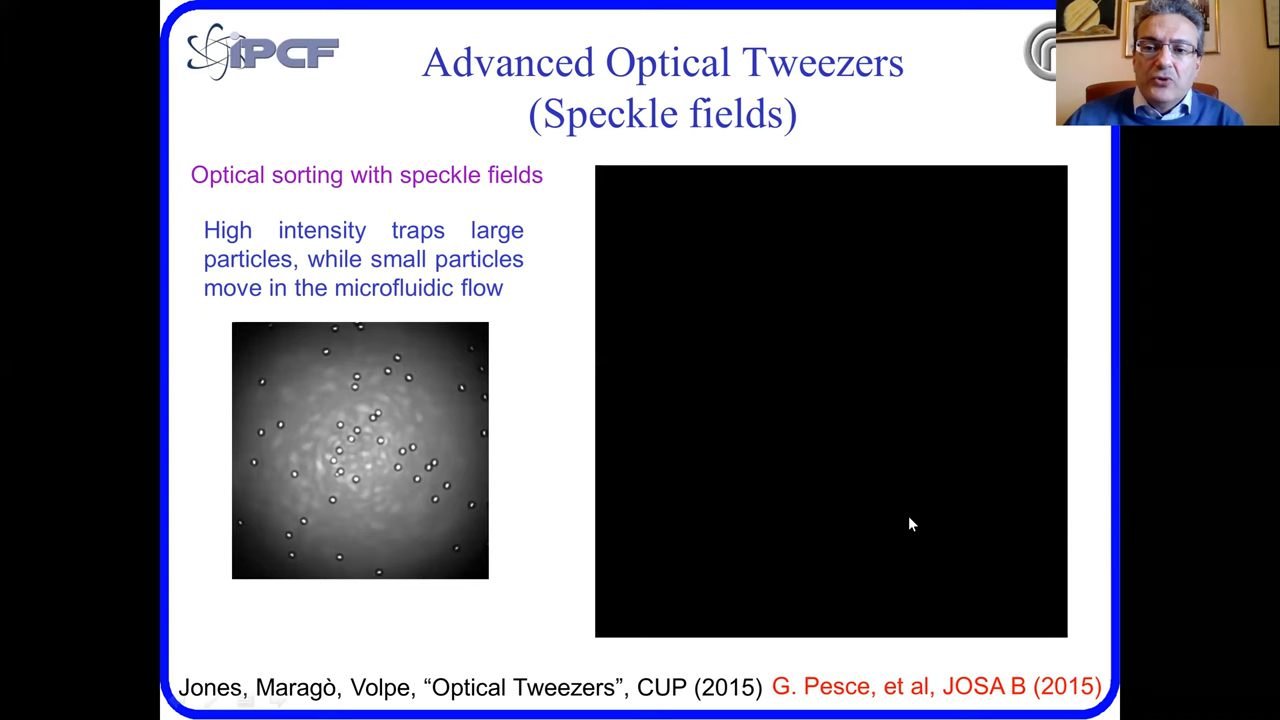 iPCF
Advanced Optical Tweezers
(Speckle fields)
Optical sorting with speckle fields
High intensity traps large
particles, while small particles
move in the microfluidic flow
Jones, Maragò, Volpe, “Optical Tweezers”, CUP (2015) G. Pesce, et al, JOSA B (2015)